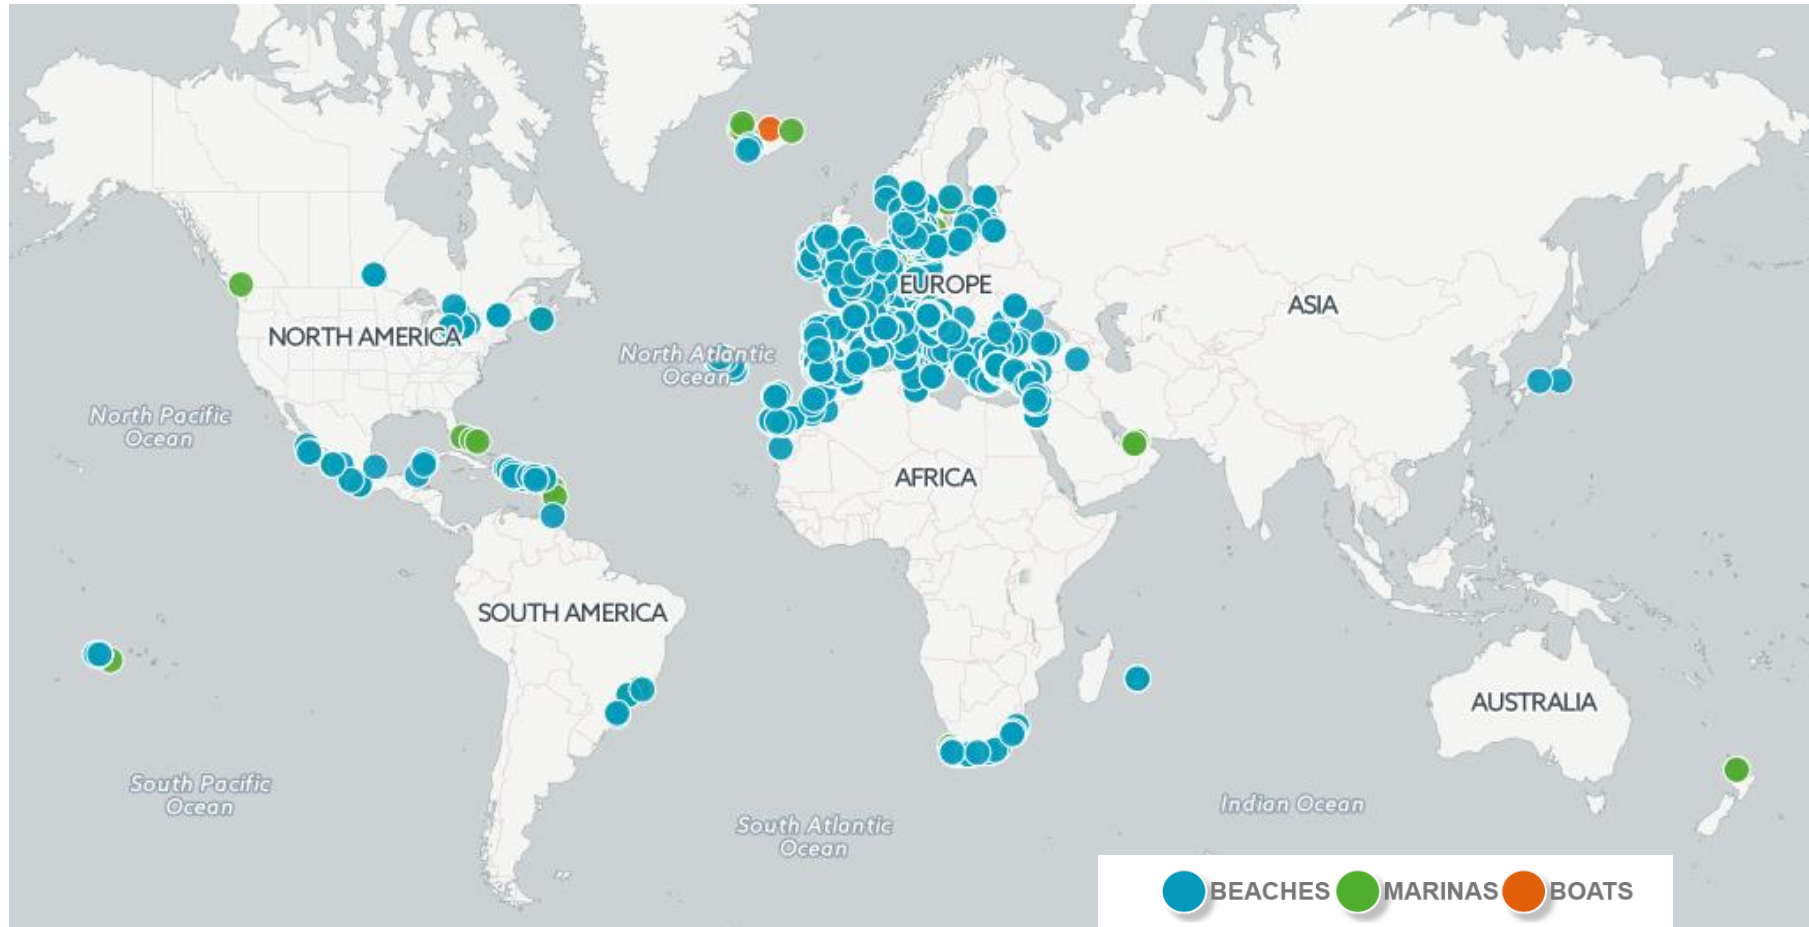 EUROPE
ASIA
NORTH AMERICA
North Atlantic
Ocean
North Pacific
Ocean
AFRICA
SOUTH AMERICA
AUSTRALIA
South Pacific
Ocean
Indian Ocean
South Atlantic
Ocean
BEACHES MARINAS BOATS